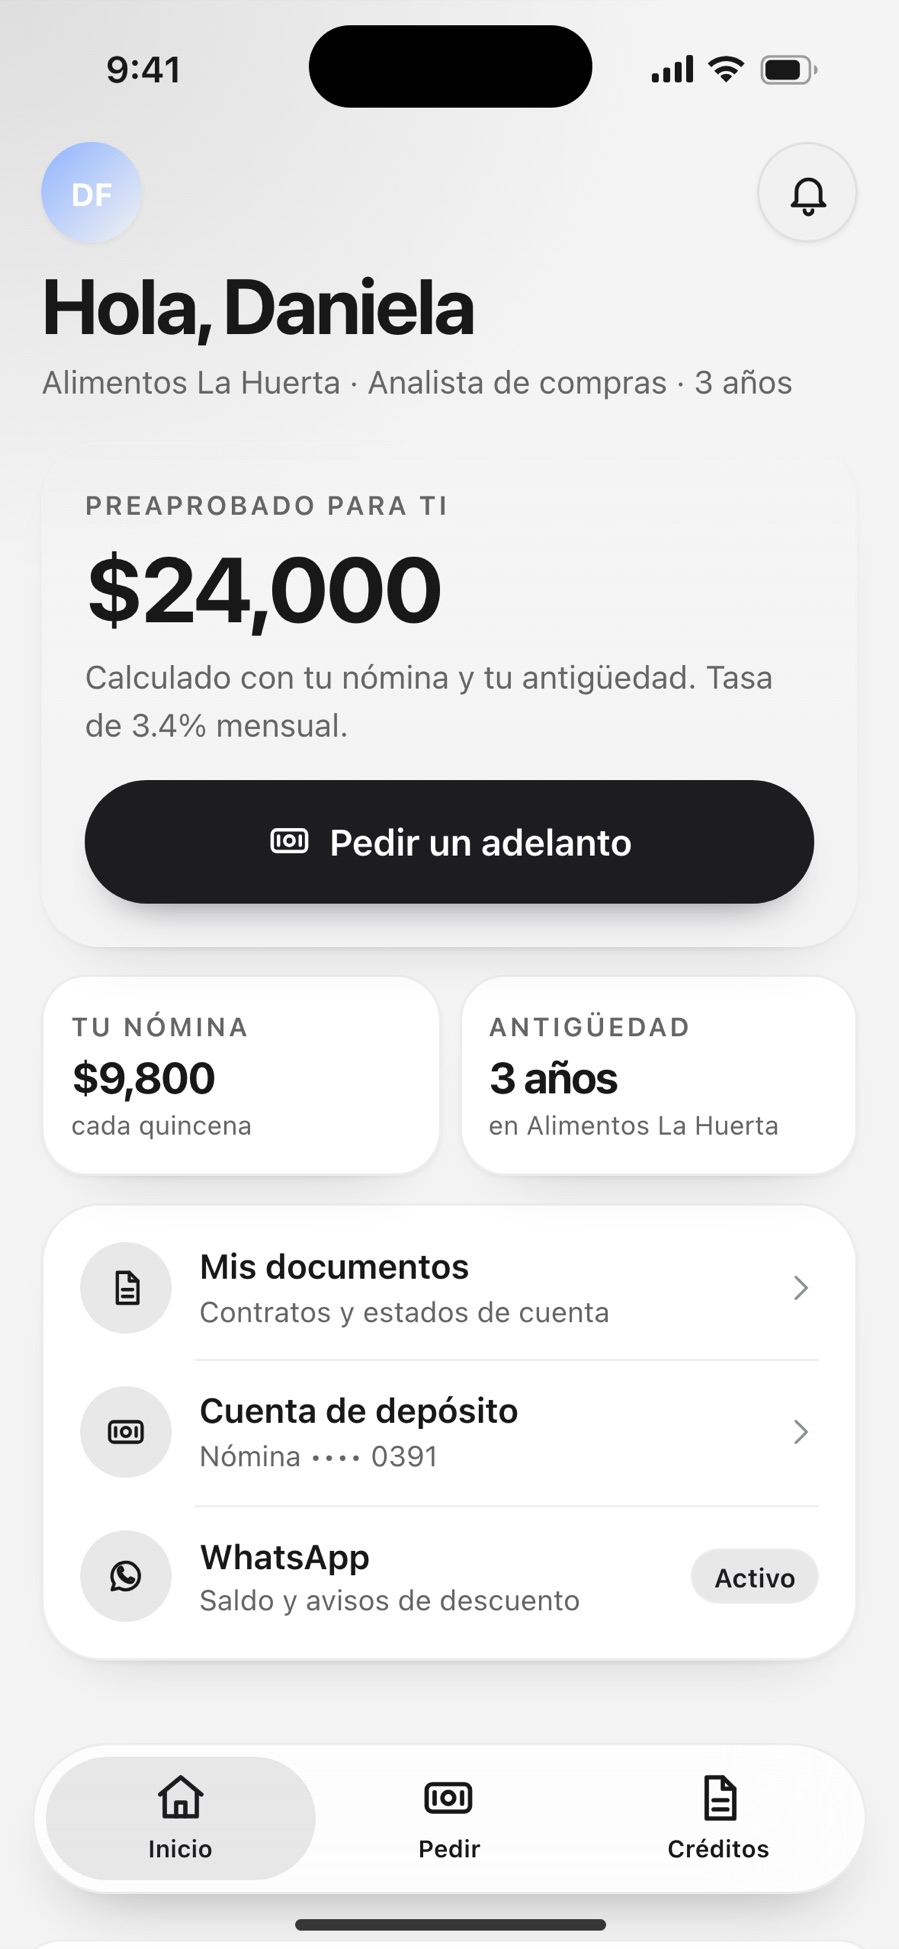 9:41
DF
Hola, Daniela
Alimentos La Huerta · Analista de compras · 3 años
PREAPROBADO PARA TI
$24,000
Calculado con tu nómina y tu antigüedad. Tasa
de 3.4% mensual.
Pedir un adelanto
TU NÓMINA
$9,800
cada quincena
ANTIGÜEDAD
3 años
en Alimentos La Huerta
Mis documentos
Contratos y estados de cuenta
Cuenta de depósito
Nómina •••• 0391
WhatsApp
Saldo y avisos de descuento
Activo
Inicio
Pedir
Créditos